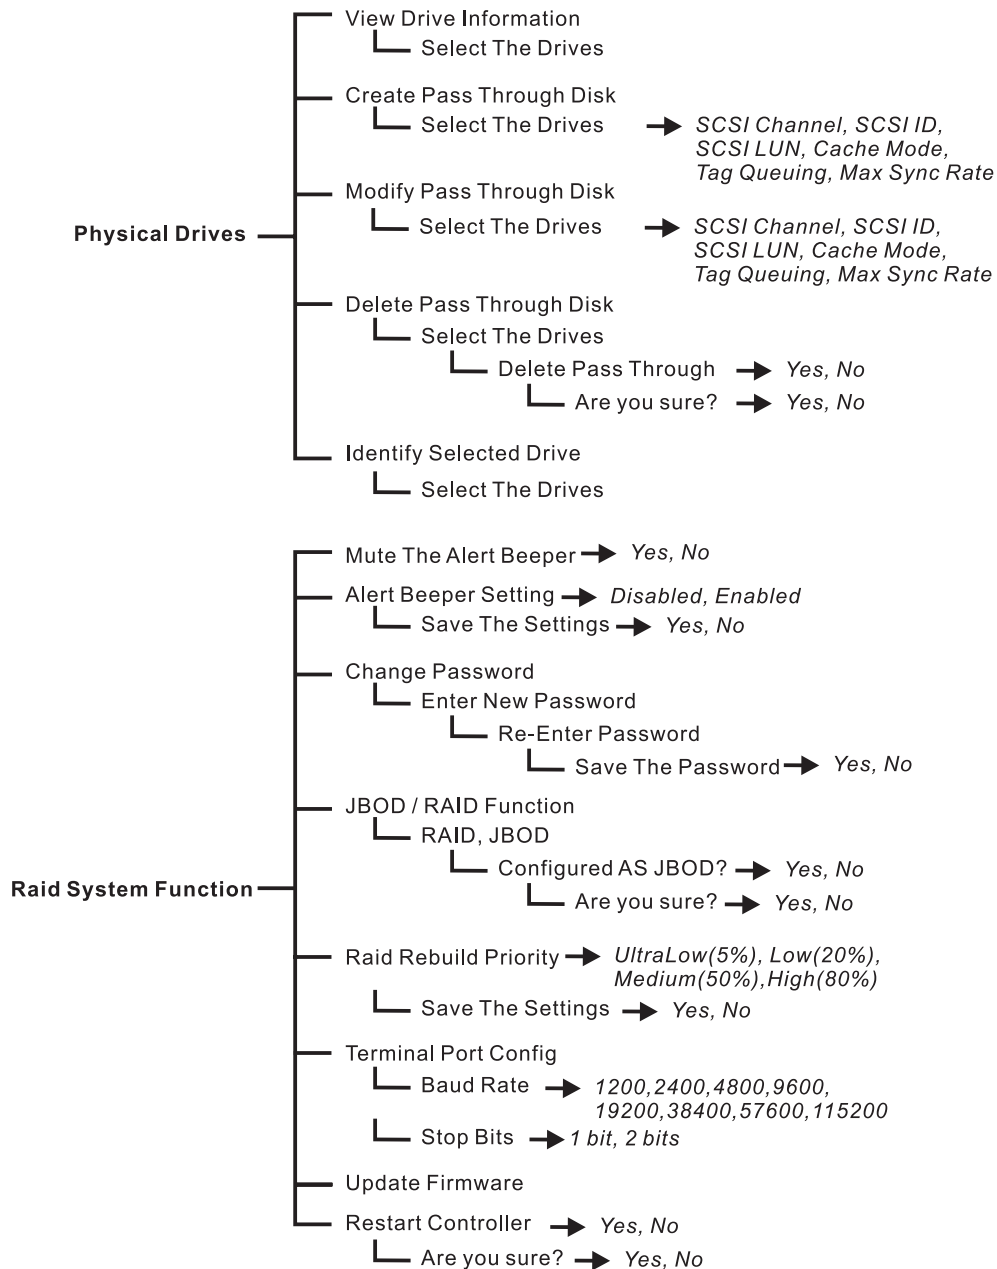 View Drive Information
Select The Drives
Create Pass Through Disk
Select The Drives
SCSI Channel, SCSI ID,
SCSI LUN, Cache Mode,
Tag Queuing, Max Sync Rate
Modify Pass Through Disk
Select The Drives
SCSI Channel, SCSI ID,
SCSI LUN, Cache Mode,
Tag Queuing, Max Sync Rate
Physical Drives
Delete Pass Through Disk
Select The Drives
Delete Pass Through
Yes, No
Are you sure?
Yes, No
Identify Selected Drive
Select The Drives
Mute The Alert Beeper
Yes, No
Alert Beeper Setting
Disabled, Enabled
Save The Settings
Yes, No
Change Password
Enter New Password
Re-Enter Password
Save The Password
Yes, No
JBOD / RAID Function
RAID, JBOD
Configured AS JBOD?
Yes, No
Are you sure?
Yes, No
Raid System Function
Raid Rebuild Priority
UltraLow(5%), Low(20%),
Medium(50%),High(80%)
Save The Settings
Yes, No
Terminal Port Config
Baud Rate
1200,2400,4800,9600,
19200,38400,57600,115200
Stop Bits
1 bit, 2 bits
Update Firmware
Restart Controller
Yes, No
Are you sure?
Yes, No